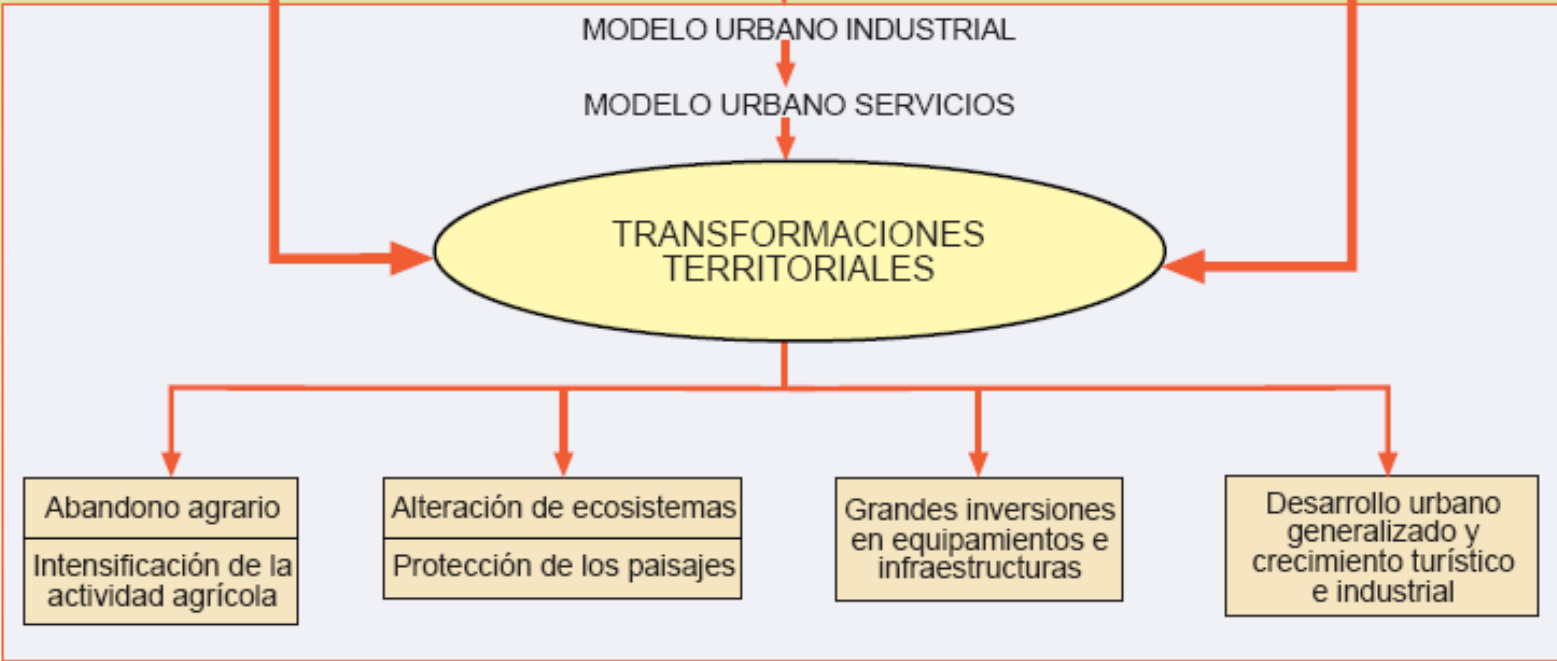 MODELO URBANO INDUSTRIAL
MODELO URBANO SERVICIOS
TRANSFORMACIONES
TERRITORIALES
Abandono agrario
Intensificación de la
actividad agrícola
Alteración de ecosistemas
Protección de los paisajes
Grandes inversiones
en equipamientos e
infraestructuras
Desarrollo urbano
generalizado y
crecimiento turístico
e industrial